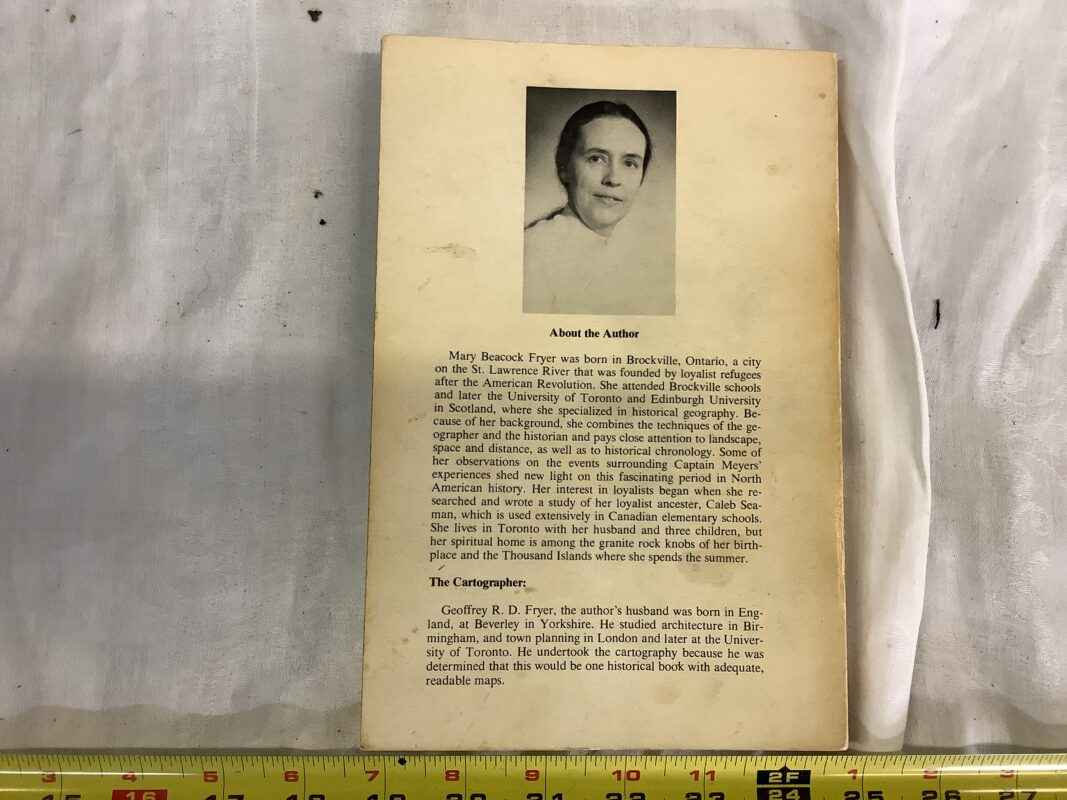 About the Author
Mary Beacock Fryer was born in Brockville, Ontario, a city
on the St. Lawrence River that was founded by loyalist refugees
after the American Revolution. She attended Brockville schools
and later the University of Toronto and Edinburgh University
in Scotland, where she specialized in historical geography. Be-
cause of her background, she combines the techniques of the ge-
ographer and the historian and pays close attention to landscape,
space and distance, as well as to historical chronology. Some of
her observations on the events surrounding Captain Meyers'
experiences shed new light on this fascinating period in North
American history. Her interest in loyalists began when she re-
searched and wrote a study of her loyalist ancester, Caleb Sea-
man, which is used extensively in Canadian elementary schools.
She lives in Toronto with her husband and three children, but
her spiritual home is among the granite rock knobs of her birth-
place and the Thousand Islands where she spends the summer.
The Cartographer:
Geoffrey R. D. Fryer, the author's husband was born in Eng-
land, at Beverley in Yorkshire. He studied architecture in Bir-
mingham, and town planning in London and later at the Univer-
sity of Toronto. He undertook the cartography because he was
determined that this would be one historical book with adequate,
readable maps.
3 4 5 6 7 8 9 10 11 2F 1 2 3
15 16 17 18 19 20 21 22 23 24 25 26 27